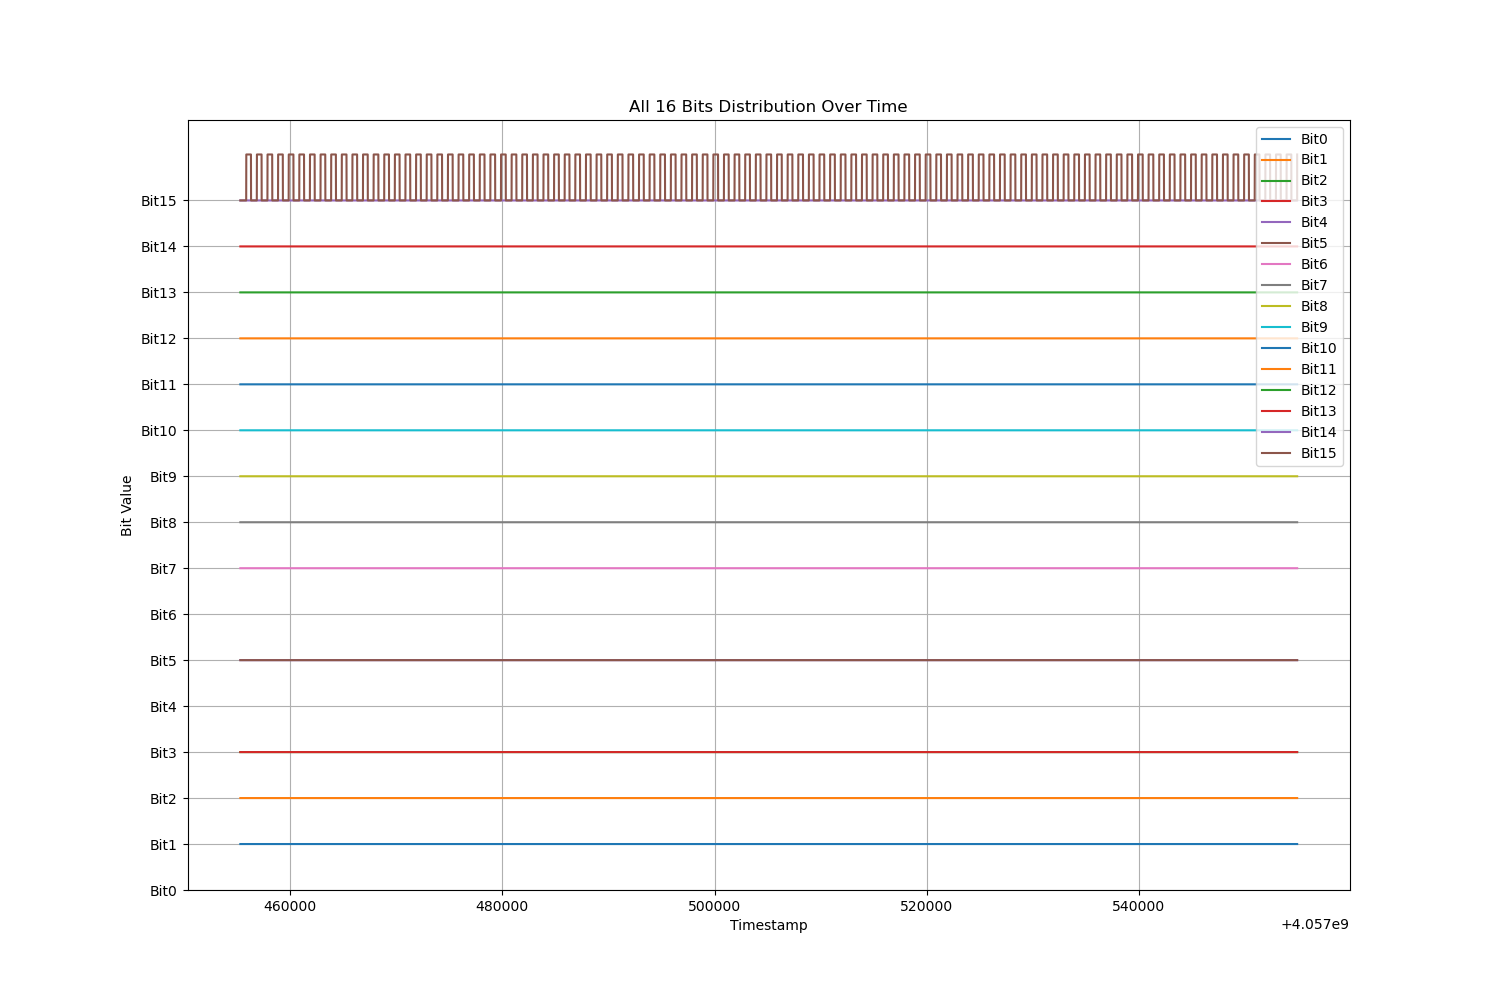 All 16 Bits Distribution Over Time
Bit15
Bit14
Bit13
Bit12
Bit11
Bit10
Bit9
Bit8
Bit7
Bit6
Bit5
Bit4
Bit3
Bit2
Bit1
Bit0
Bit Value
460000
480000
500000
520000
540000
Timestamp
+4.057e9
Bit0
Bit1
Bit2
Bit3
Bit4
Bit5
Bit6
Bit7
Bit8
Bit9
Bit10
Bit11
Bit12
Bit13
Bit14
Bit15